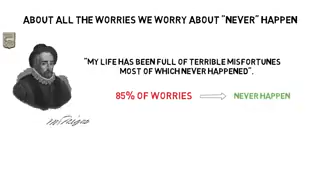 ABOUT ALL THE WORRIES WE WORRY ABOUT "NEVER" HAPPEN
"MY LIFE HAS BEEN FULL OF TERRIBLE MISFORTUNES
MOST OF WHICH NEVER HAPPENED".
85% OF WORRIES
NEVER HAPPEN